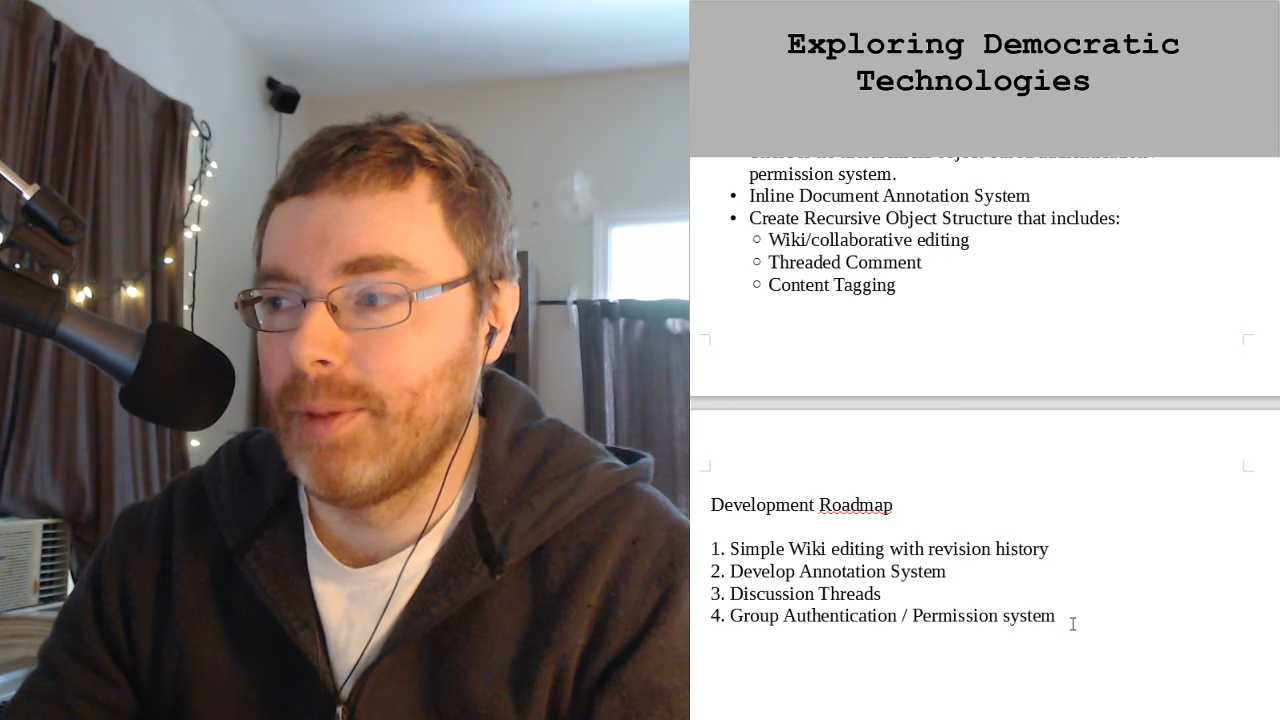 Exploring Democratic
Technologies
permission system.
• Inline Document Annotation System
• Create Recursive Object Structure that includes:
○ Wiki/collaborative editing
○ Threaded Comment
○ Content Tagging
Development Roadmap
1. Simple Wiki editing with revision history
2. Develop Annotation System
3. Discussion Threads
4. Group Authentication / Permission system